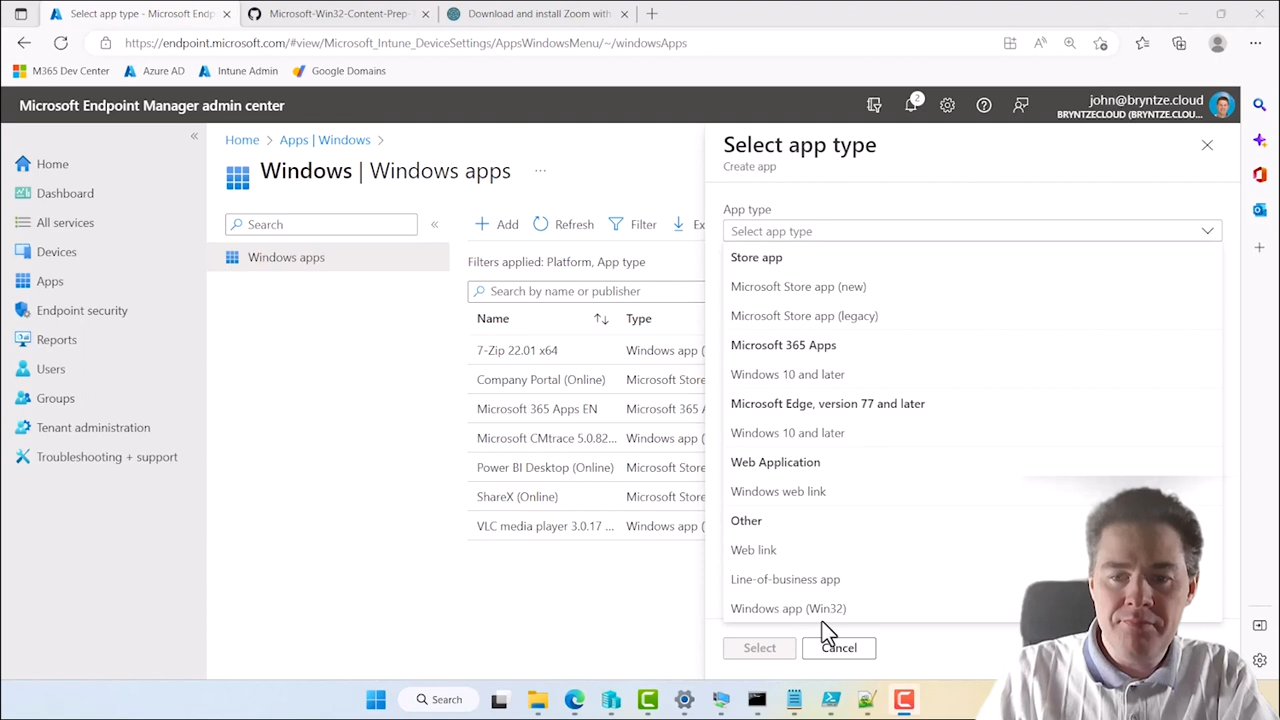 Select app type - Microsoft Endp
Microsoft-Win32-Content-Prep-
Download and install Zoom with
https://endpoint.microsoft.com/#view/Microsoft_Intune_DeviceSettings/AppsWindowsMenu/~/windowsApps
M365 Dev Center
Azure AD
Intune Admin
Google Domains
Microsoft Endpoint Manager admin center
2
john@bryntze.cloud
BRYNTZECLOUD (BRYNTZE.CLOU...
Home
Dashboard
All services
Devices
Apps
Endpoint security
Reports
Users
Groups
Tenant administration
Troubleshooting + support
Home > Apps | Windows >
Windows | Windows apps ...
Search
Windows apps
Add
Refresh
Filter
Ex
Filters applied: Platform, App type
Search by name or publisher
Name Type
7-Zip 22.01 x64 Windows app (
Company Portal (Online) Microsoft Store
Microsoft 365 Apps EN Microsoft 365 A
Microsoft CMtrace 5.0.82... Windows app (
Power BI Desktop (Online) Microsoft Store
ShareX (Online) Microsoft Store
VLC media player 3.0.17 ... Windows app (
Select app type
Create app
App type
Select app type
Store app
Microsoft Store app (new)
Microsoft Store app (legacy)
Microsoft 365 Apps
Windows 10 and later
Microsoft Edge, version 77 and later
Windows 10 and later
Web Application
Windows web link
Other
Web link
Line-of-business app
Windows app (Win32)
Select
Cancel
Search